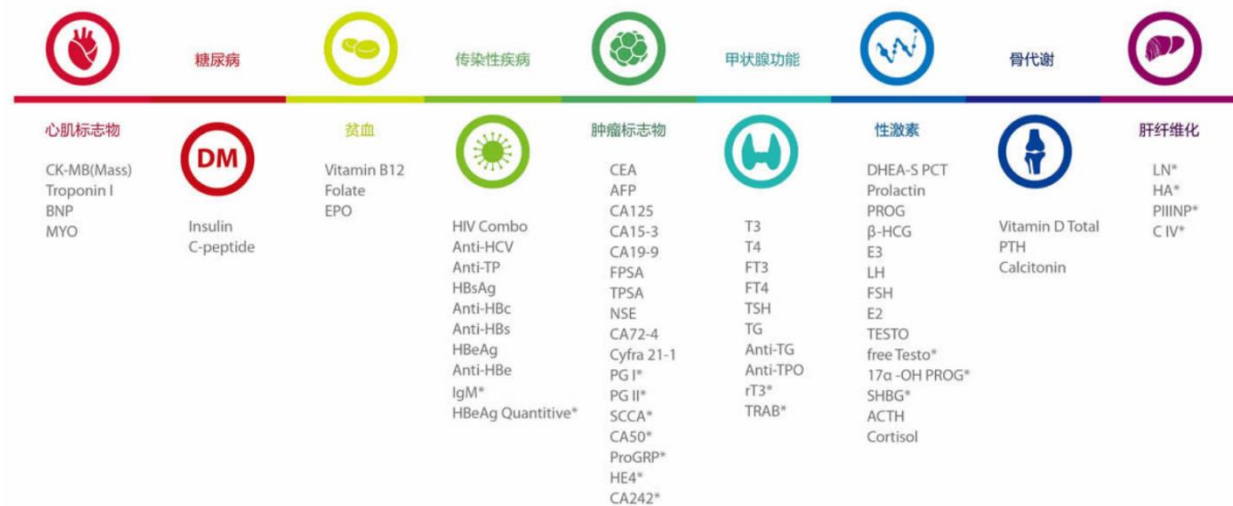 心肌标志物
CK-MB(Mass)
Troponin I
BNP
MYO
糖尿病
DM
Insulin
C-peptide
贫血
Vitamin B12
Folate
EPO
传染性疾病
HIV Combo
Anti-HCV
Anti-TP
HBsAg
Anti-HBc
Anti-HBs
HBeAg
Anti-HBe
IgM*
HBeAg Quantitive*
肿瘤标志物
CEA
AFP
CA125
CA15-3
CA19-9
FPSA
TPSA
NSE
CA72-4
Cyfra 21-1
PG I*
PG II*
SCCA*
CA50*
ProGRP*
HE4*
CA242*
甲状腺功能
T3
T4
FT3
FT4
TSH
TG
Anti-TG
Anti-TPO
rT3*
TRAB*
性激素
DHEA-S PCT
Prolactin
PROG
β-HCG
E3
LH
FSH
E2
TESTO
free Testo*
17α -OH PROG*
SHBG*
ACTH
Cortisol
骨代谢
Vitamin D Total
PTH
Calcitonin
肝纤维化
LN*
HA*
PIIINP*
C IV*